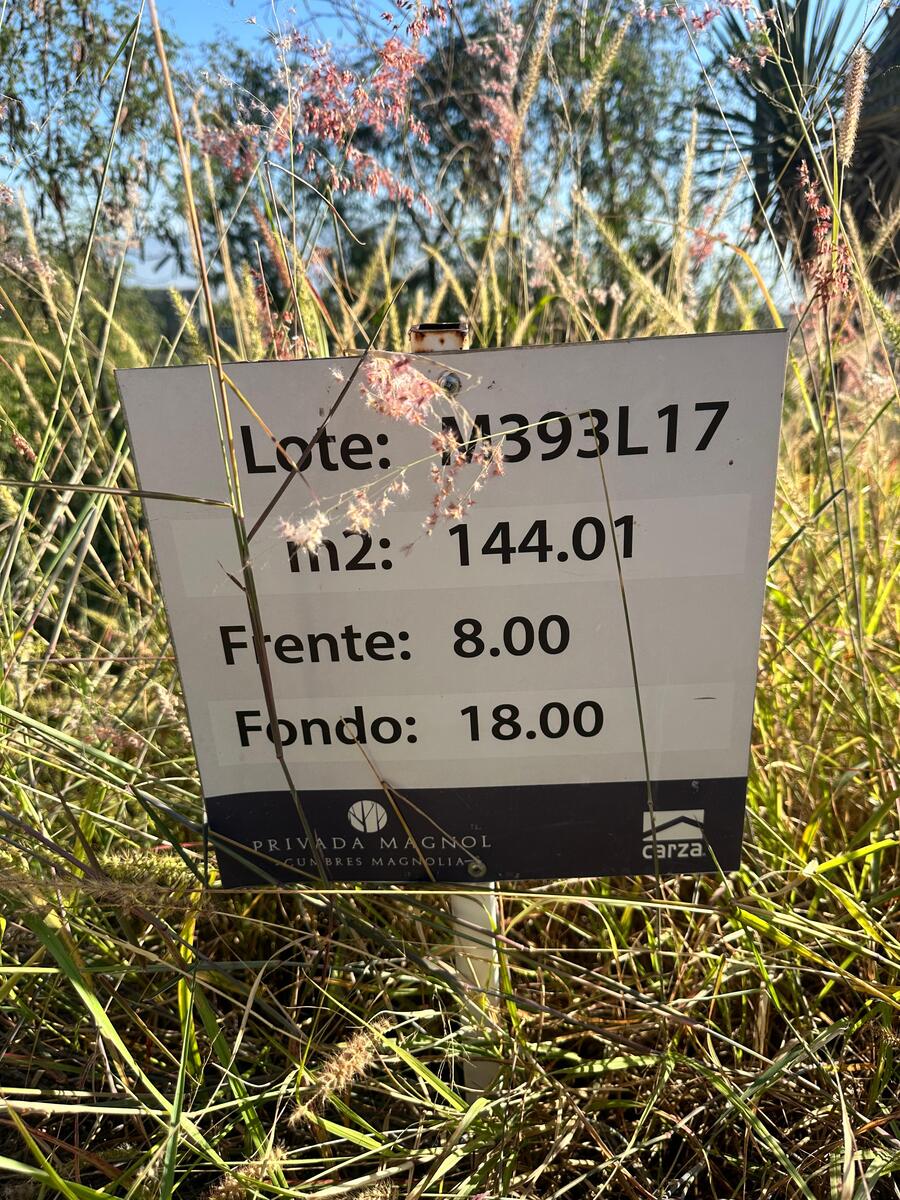 Lote: M393L17
m2: 144.01
Frente: 8.00
Fondo: 18.00
PRIVADA MAGNOL
CUMBRES MAGNOLIA
carza